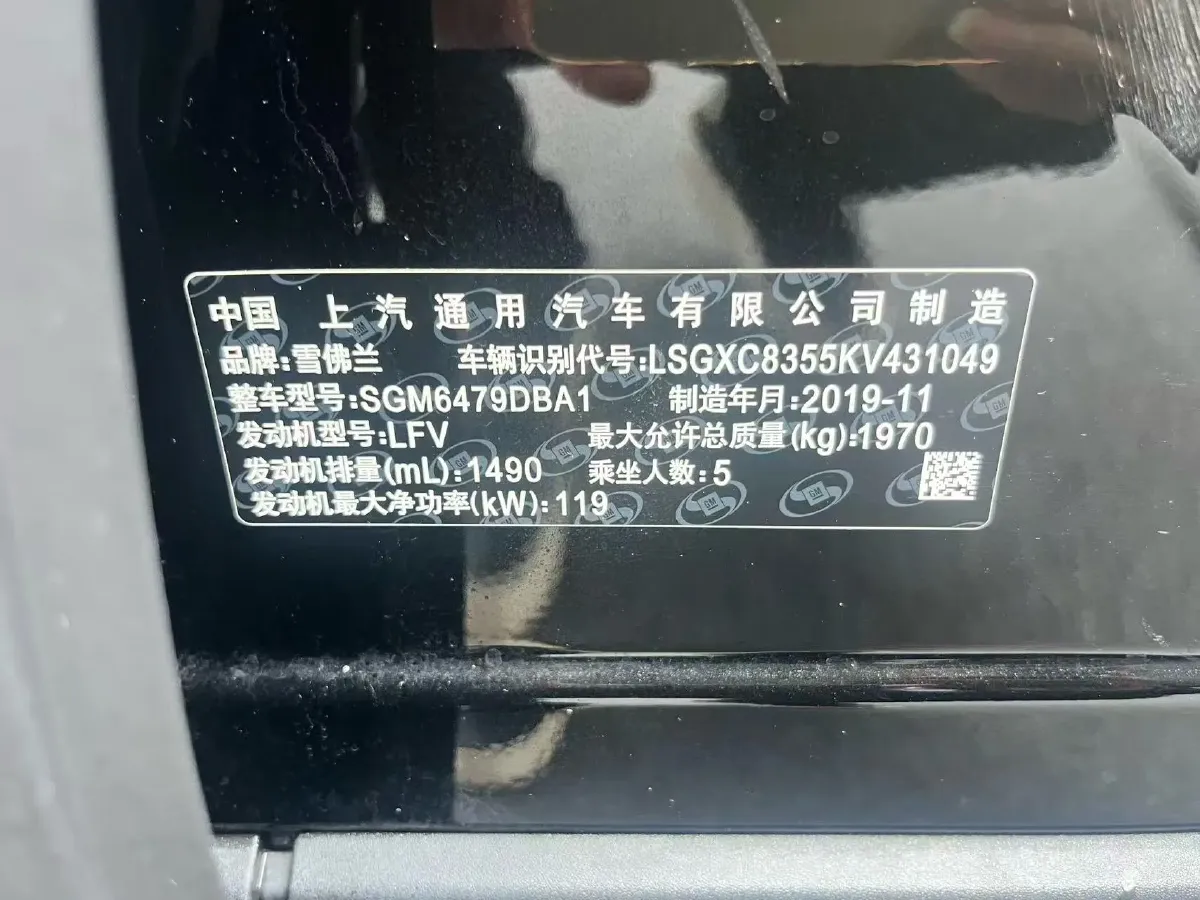 中国 上汽通用汽车有限公司制造
品牌:雪佛兰 车辆识别代号:LSGXC8355KV431049
整车型号:SGM6479DBA1 制造年月:2019-11
发动机型号:LFV 最大允许总质量(kg):1970
发动机排量(mL):1490 乘坐人数:5
发动机最大净功率(kW):119